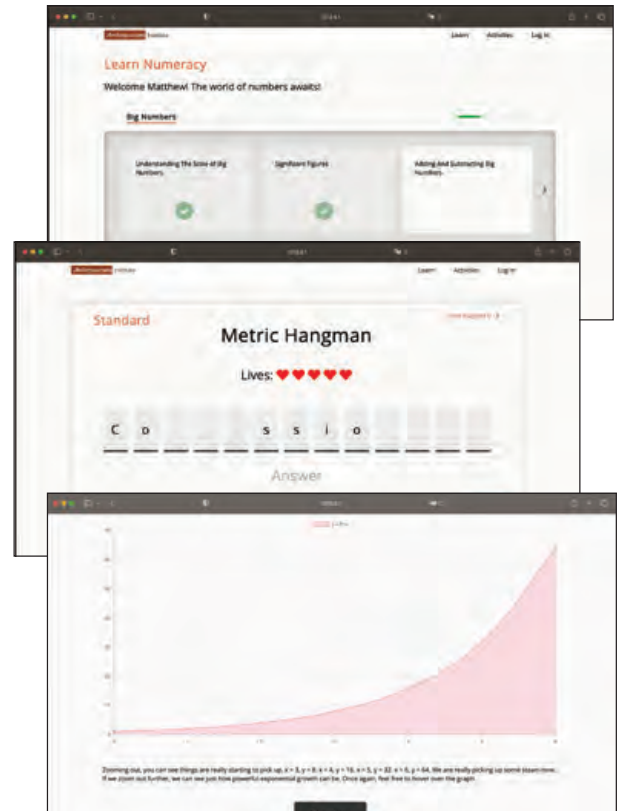 Learn Activities Log In
Learn Numeracy
Welcome Matthew! The world of numbers awaits!
Big Numbers
Understanding The Size of Big
Numbers
Significant Figures
Adding And Subtracting Big
Numbers
Learn Activities Log In
Standard
Metric Hangman
Lives:
C o s s i o
Answer
Zooming out, you can see things are really starting to pick up, x = 3, y = 8; x = 4, y = 16, x = 5, y = 32, x = 6, y = 64. We are really picking up some steam now.
If we zoom out further, we can see just how powerful exponential growth can be. Once again, feel free to hover over the graph